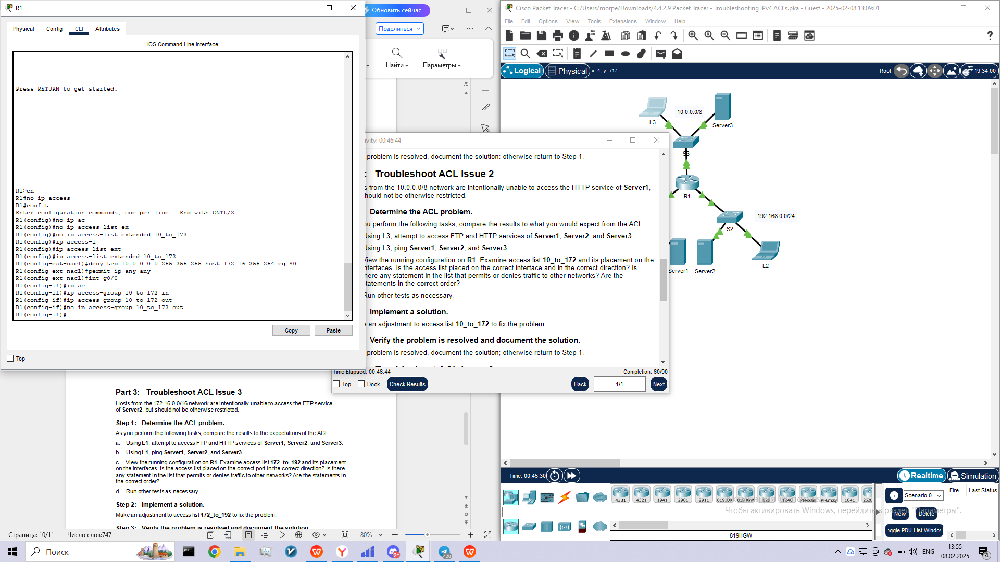 R1
Physical Config CLI Attributes
IOS Command Line Interface
Press RETURN to get started.
R1>en
R1#no ip access-
R1#conf t
Enter configuration commands, one per line.  End with CNTL/Z.
R1(config)#no ip ac
R1(config)#no ip access-list ex
R1(config)#no ip access-list extended 10_to_172
R1(config)#ip access-l
R1(config)#ip access-list ext
R1(config)#ip access-list extended 10_to_172
R1(config-ext-nacl)#deny tcp 10.0.0.0 0.255.255.255 host 172.16.255.254 eq 80
R1(config-ext-nacl)#permit ip any any
R1(config-ext-nacl)#int g0/0
R1(config-if)#ip ac
R1(config-if)#ip access-group 10_to_172 in
R1(config-if)#ip access-group 10_to_172 out
R1(config-if)#no ip access-group 10_to_172 out
R1(config-if)#
Copy Paste
Top
Обновить сейчас
Поделиться
Найти
Параметры
ivity: 00:46:44
problem is resolved, document the solution: otherwise return to Step 1.
: Troubleshoot ACL Issue 2
s from the 10.0.0.0/8 network are intentionally unable to access the HTTP service of Server1,
hould not be otherwise restricted.
Determine the ACL problem.
ou perform the following tasks, compare the results to what you would expect from the ACL.
Using L3, attempt to access FTP and HTTP services of Server1, Server2, and Server3.
Using L3, ping Server1, Server2, and Server3.
View the running configuration on R1. Examine access list 10_to_172 and its placement on the
nterfaces. Is the access list placed on the correct interface and in the correct direction? Is
here any statement in the list that permits or denies traffic to other networks? Are the
tatements in the correct order?
Run other tests as necessary.
Implement a solution.
e an adjustment to access list 10_to_172 to fix the problem.
Verify the problem is resolved and document the solution.
problem is resolved, document the solution; otherwise return to Step 1.
Time Elapsed: 00:46:44
Completion: 60/90
Top Dock Check Results Back 1/1 Next
Part 3: Troubleshoot ACL Issue 3
Hosts from the 172.16.0.0/16 network are intentionally unable to access the FTP service
of Server2, but should not be otherwise restricted.
Step 1: Determine the ACL problem.
As you perform the following tasks, compare the results to the expectations of the ACL.
a. Using L1, attempt to access FTP and HTTP services of Server1, Server2, and Server3.
b. Using L1, ping Server1, Server2, and Server3.
c. View the running configuration on R1. Examine access list 172_to_192 and its placement
on the interfaces. Is the access list placed on the correct port in the correct direction? Is there
any statement in the list that permits or denies traffic to other networks? Are the statements in
the correct order?
d. Run other tests as necessary.
Step 2: Implement a solution.
Make an adjustment to access list 172_to_192 to fix the problem.
Step 3: Verify the problem is resolved and document the solution.
Страница: 10/11 Число слов:747
80%
Cisco Packet Tracer - C:/Users/morpe/Downloads/4.4.2.9 Packet Tracer - Troubleshooting IPv4 ACLs.pka - Guest - 2025-02-08 13:09:01
File Edit Options View Tools Extensions Window Help
Logical Physical x: 4, y: 717
Root
19:34:00
10.0.0.0/8
L3
Server3
S3
R1
192.168.0.0/24
S2
Server1
Server2
L2
Time: 00:45:30
Realtime Simulation
4331 4321 1941 2901 2911 819IOX 819HGW 829 1240 PT-Router PT-Empty 1841 2620
819HGW
Scenario 0
New Delete
oggle PDU List Windo
Fire Last Status
Чтобы активировать Windows, перейдите в раздел "Параметры".
Поиск
9+
420
ENG
13:55
08.02.2025
4